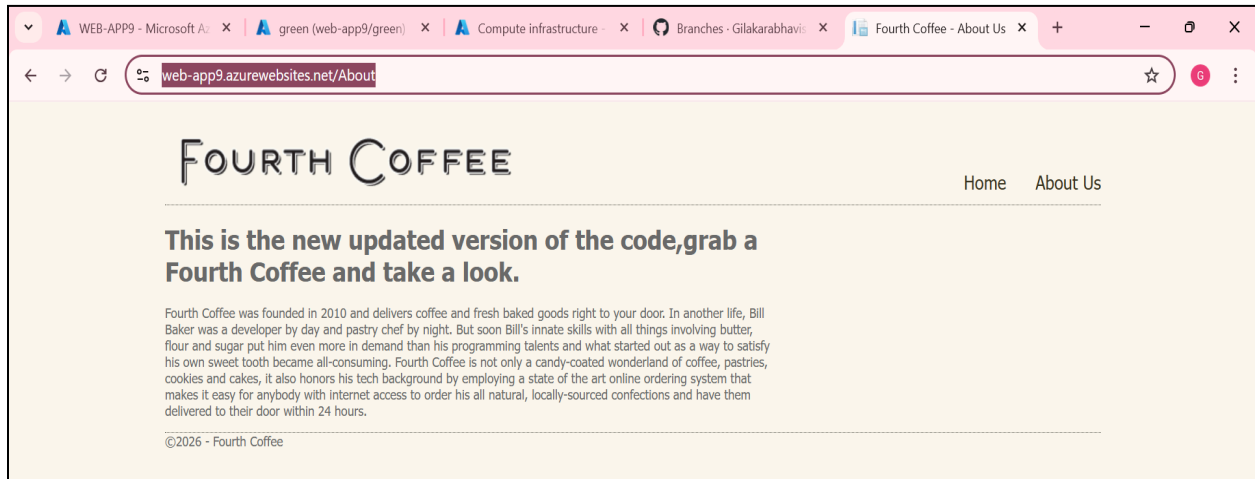 WEB-APP9 - Microsoft Az
green (web-app9/green)
Compute infrastructure -
Branches · Gilakarabhavis
Fourth Coffee - About Us
web-app9.azurewebsites.net/About
G
FOURTH COFFEE
Home About Us
This is the new updated version of the code,grab a
Fourth Coffee and take a look.
Fourth Coffee was founded in 2010 and delivers coffee and fresh baked goods right to your door. In another life, Bill
Baker was a developer by day and pastry chef by night. But soon Bill's innate skills with all things involving butter,
flour and sugar put him even more in demand than his programming talents and what started out as a way to satisfy
his own sweet tooth became all-consuming. Fourth Coffee is not only a candy-coated wonderland of coffee, pastries,
cookies and cakes, it also honors his tech background by employing a state of the art online ordering system that
makes it easy for anybody with internet access to order his all natural, locally-sourced confections and have them
delivered to their door within 24 hours.
©2026 - Fourth Coffee